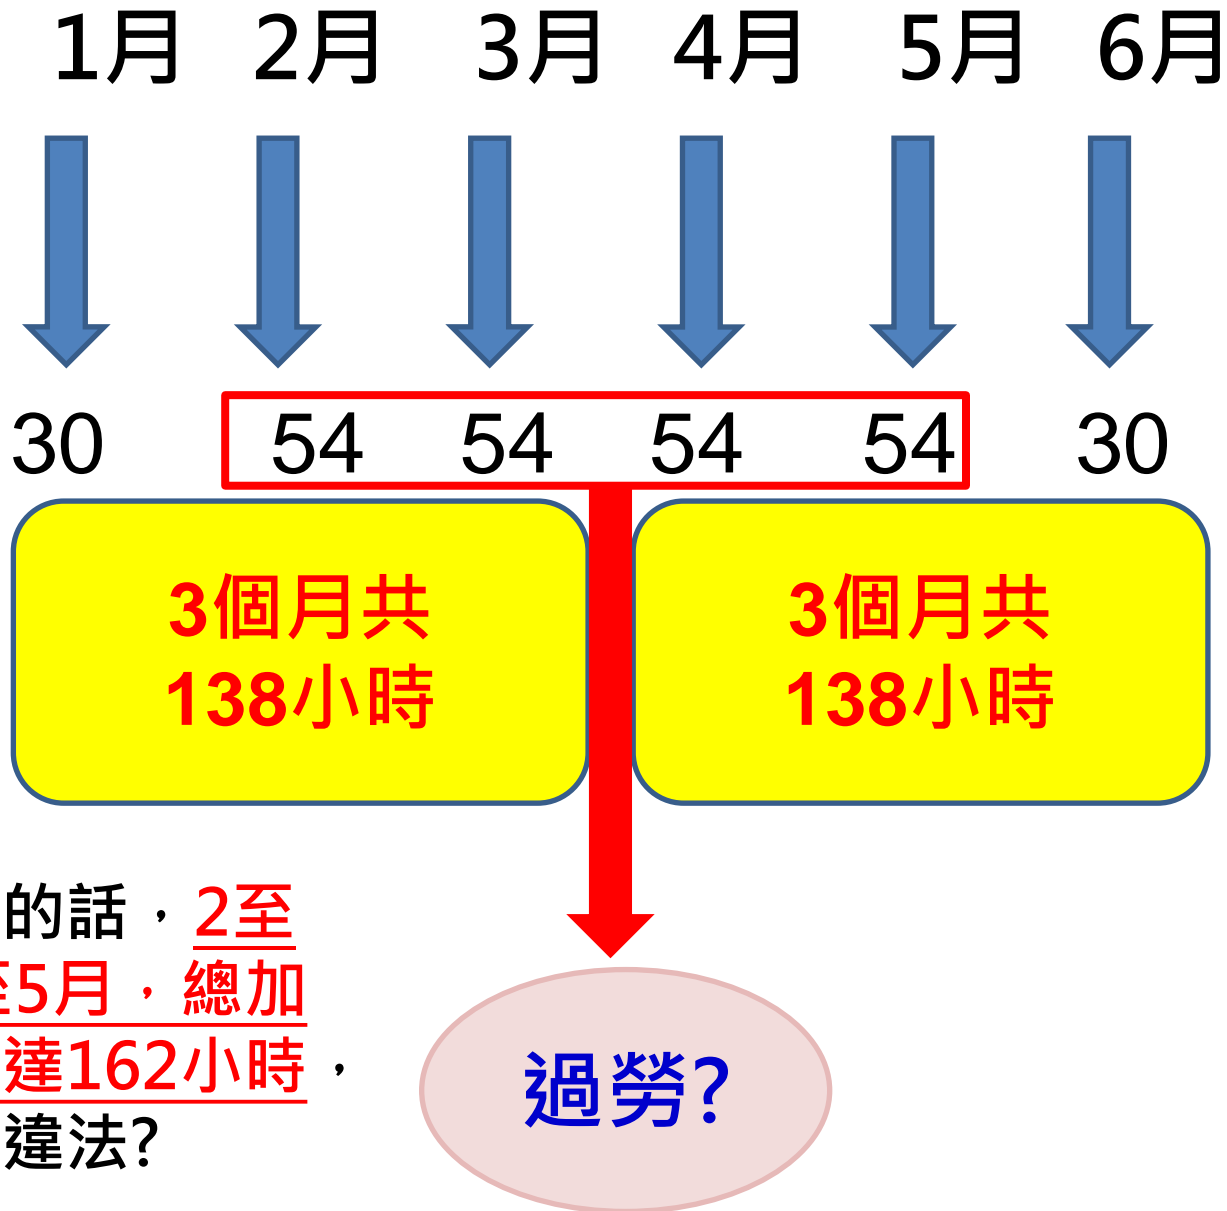 1月 2月 3月 4月 5月 6月
30 54 54 54 54 30
3個月共
138小時
3個月共
138小時
的話，2至
至5月，總加
達162小時，
違法?
過勞?